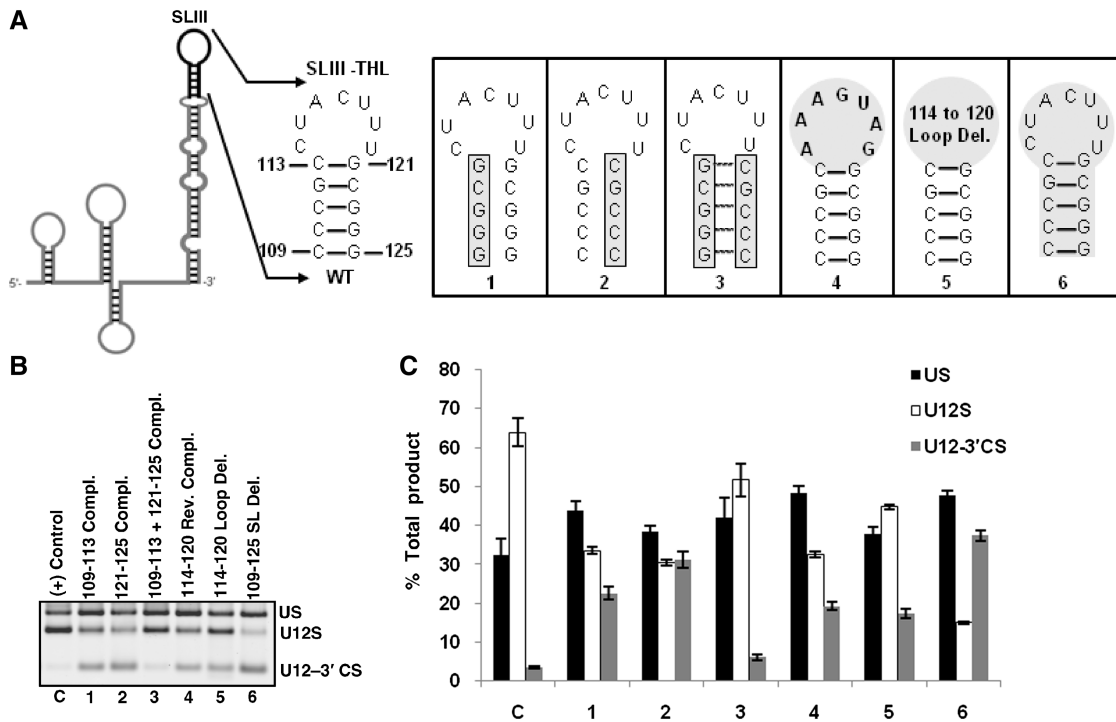 A
SLIII
SLIII -THL
A C U
U U
C U
113 C G 121
G C
C G
C G
109 C G 125
WT
5'- -3'
A C U
U U
C U
G G
C C
G G
G G
G G
1
A C U
U U
C U
C C
G G
C C
C C
C C
2
A C U
U U
C U
G C
C G
G C
G C
G C
3
A G U
A A
A G
C G
G C
C G
C G
C G
4
114 to 120
Loop Del.
C G
G C
C G
C G
C G
5
A C U
U U
C U
C G
G C
C G
C G
C G
6
B
(+) Control
109-113 Compl.
121-125 Compl.
109-113 + 121-125 Compl.
114-120 Rev. Compl.
114-120 Loop Del.
109-125 SL Del.
US
U12S
U12–3′ CS
C 1 2 3 4 5 6
C
% Total product
80
70
60
50
40
30
20
10
0
C 1 2 3 4 5 6
US
U12S
U12-3′CS